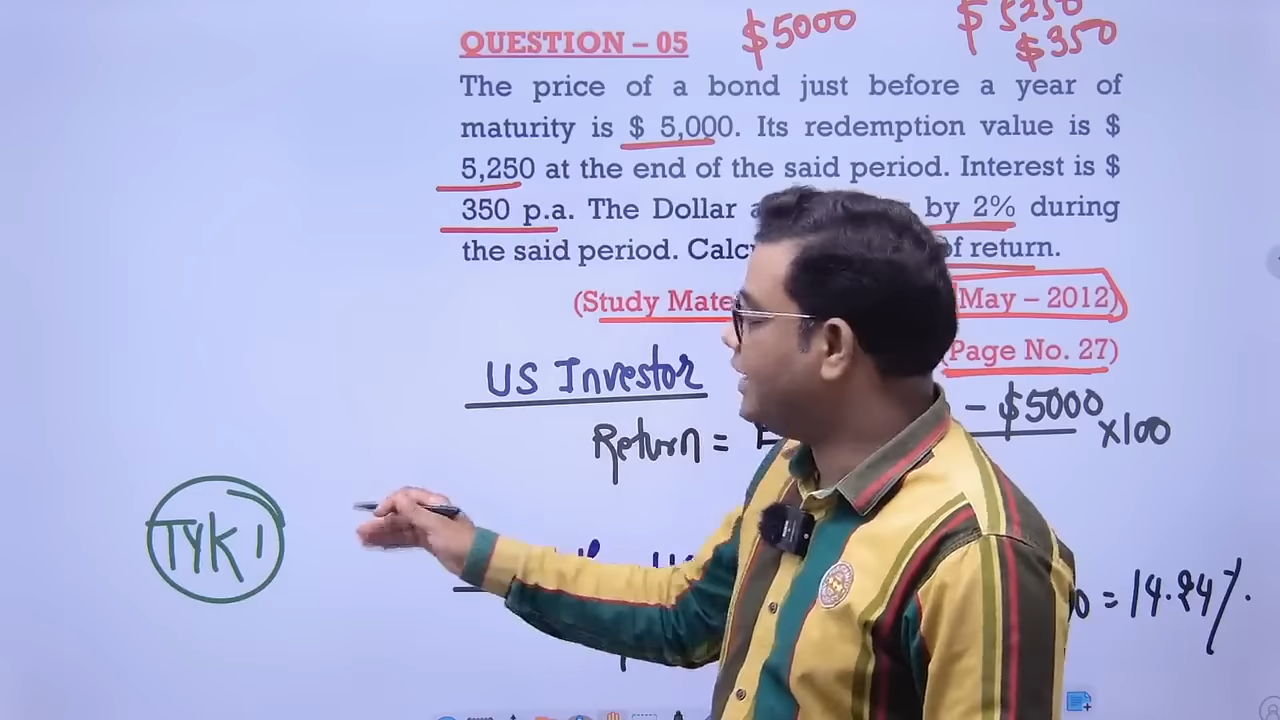 $5000 $5250
QUESTION – 05 $350
The price of a bond just before a year of
maturity is $ 5,000. Its redemption value is $
5,250 at the end of the said period. Interest is $
350 p.a. The Dollar by 2% during
the said period. of return.
(Study May – 2012)
Page No. 27)
US Investor
Return = - $5000 ×100
TYK 1
= 14.24%.